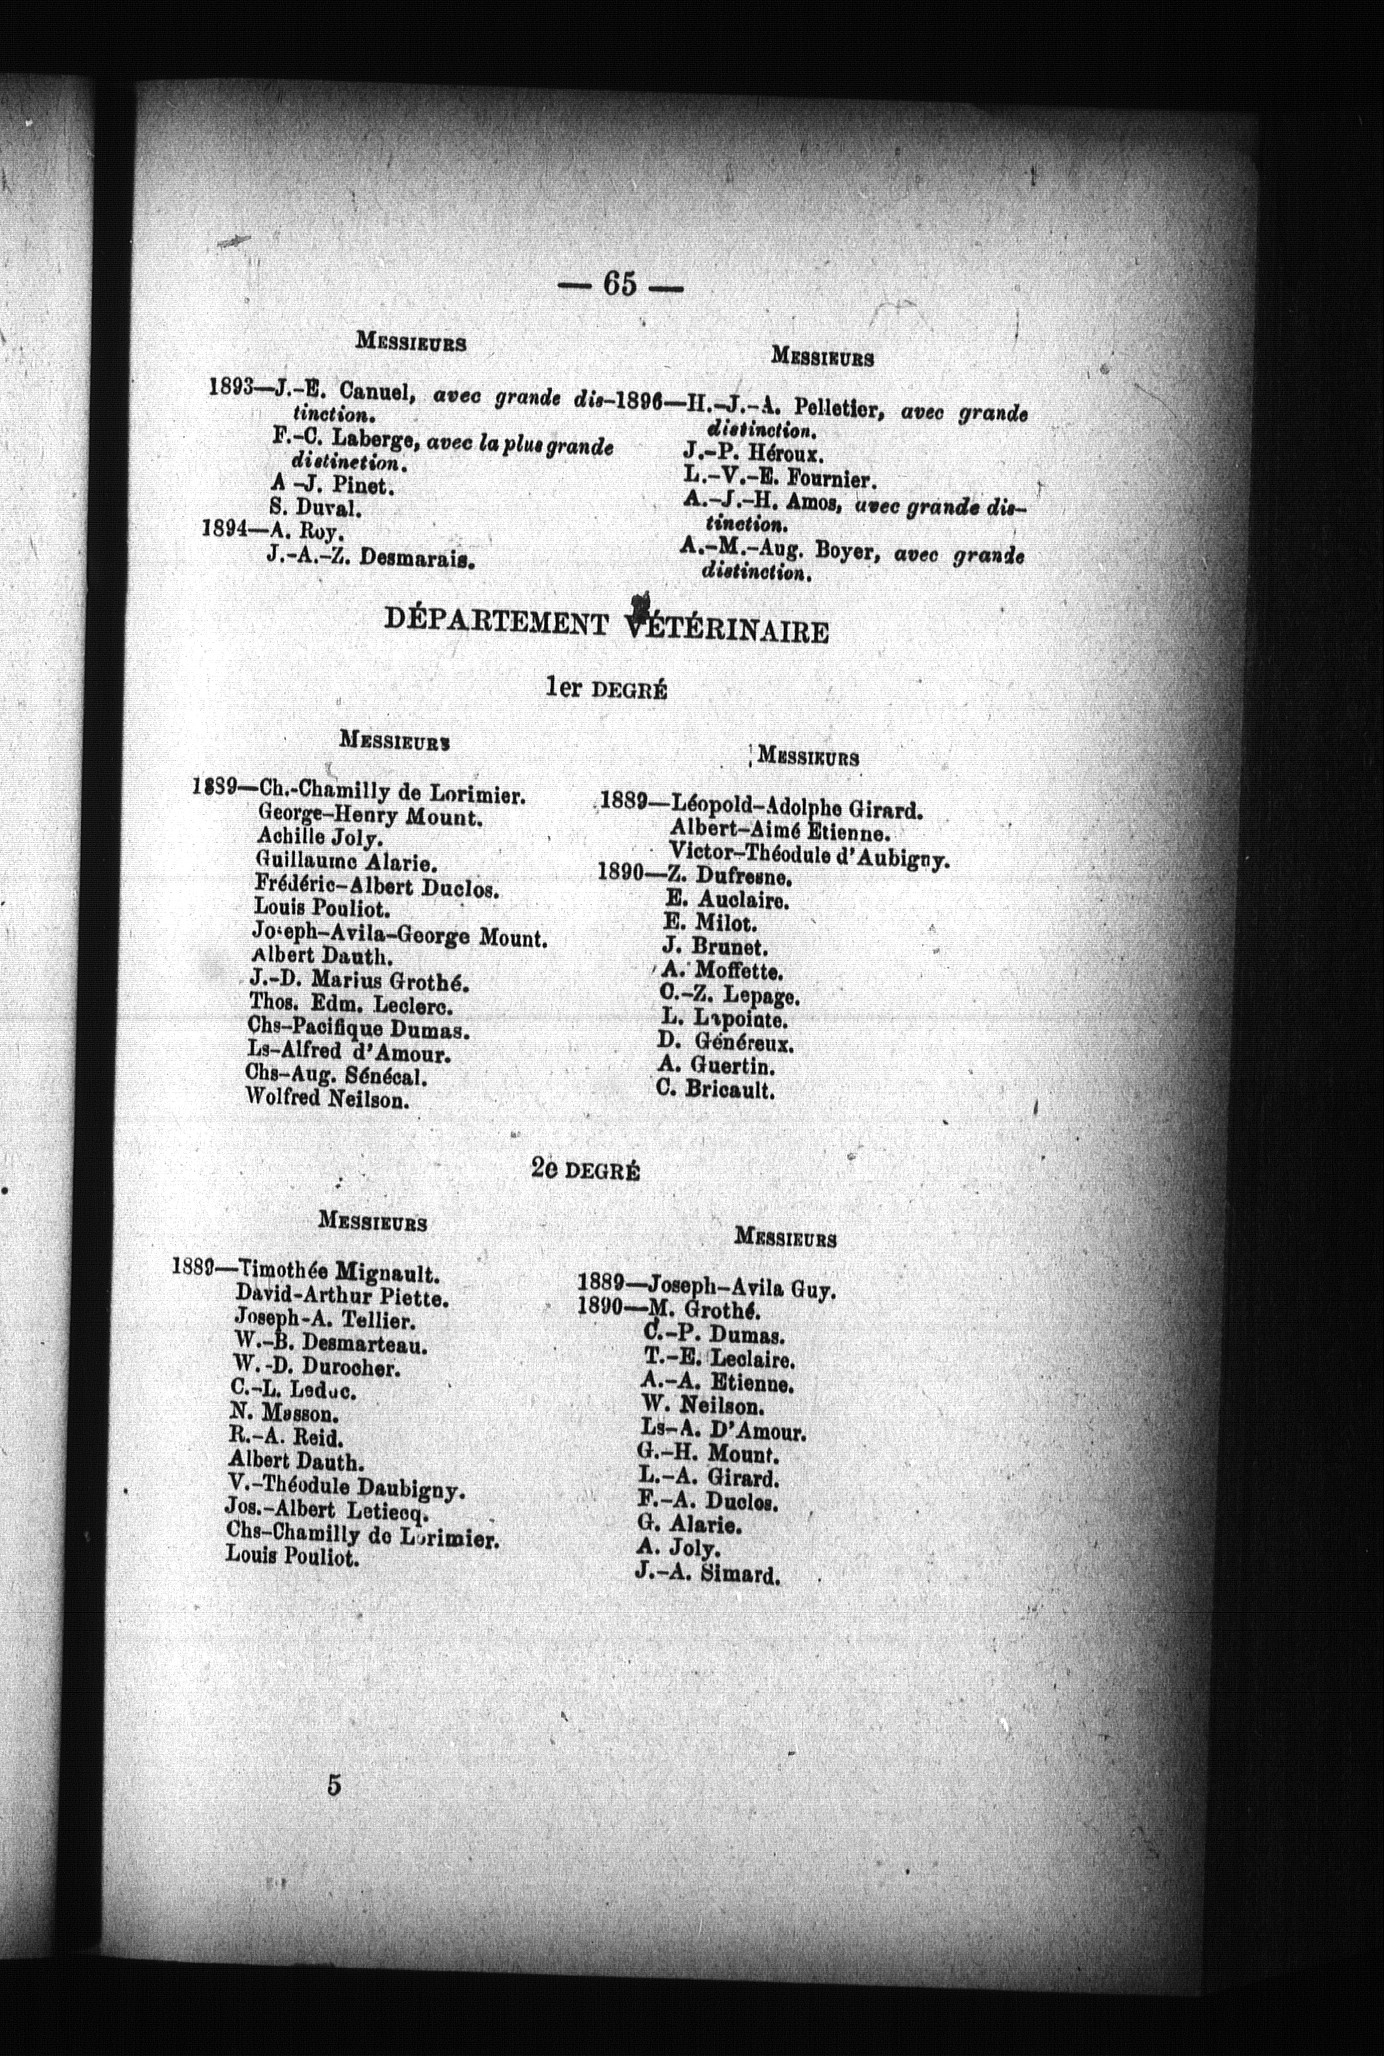 — 65 —
MESSIEURS
1893—J.-E. Canuel, avec grande dis-
tinction.
F.-C. Laberge, avec la plus grande
distinction.
A -J. Pinet.
S. Duval.
1894—A. Roy.
J.-A.-Z. Desmarais.
MESSIEURS
1896—H.-J.-A. Pelletier, avec grande
distinction.
J.-P. Héroux.
L.-V.-E. Fournier.
A.-J.-H. Amos, avec grande dis-
tinction.
A.-M.-Aug. Boyer, avec grande
distinction.
DÉPARTEMENT VÉTÉRINAIRE
1er DEGRÉ
MESSIEURS
1889—Ch.-Chamilly de Lorimier.
George-Henry Mount.
Achille Joly.
Guillaume Alarie.
Frédéric-Albert Duclos.
Louis Pouliot.
Joseph-Avila-George Mount.
Albert Dauth.
J.-D. Marius Grothé.
Thos. Edm. Leclerc.
Chs-Pacifique Dumas.
Ls-Alfred d'Amour.
Chs-Aug. Sénécal.
Wolfred Neilson.
MESSIEURS
1889—Léopold-Adolphe Girard.
Albert-Aimé Etienne.
Victor-Théodule d'Aubigny.
1890—Z. Dufresne.
E. Auclaire.
E. Milot.
J. Brunet.
A. Moffette.
O.-Z. Lepage.
L. Lapointe.
D. Généreux.
A. Guertin.
C. Bricault.
2e DEGRÉ
MESSIEURS
1889—Timothée Mignault.
David-Arthur Piette.
Joseph-A. Tellier.
W.-B. Desmarteau.
W.-D. Durocher.
C.-L. Leduc.
N. Masson.
R.-A. Reid.
Albert Dauth.
V.-Théodule Daubigny.
Jos.-Albert Letiecq.
Chs-Chamilly de Lorimier.
Louis Pouliot.
MESSIEURS
1889—Joseph-Avila Guy.
1890—M. Grothé.
C.-P. Dumas.
T.-E. Leclaire.
A.-A. Etienne.
W. Neilson.
Ls-A. D'Amour.
G.-H. Mount.
L.-A. Girard.
F.-A. Duclos.
G. Alarie.
A. Joly.
J.-A. Simard.
5